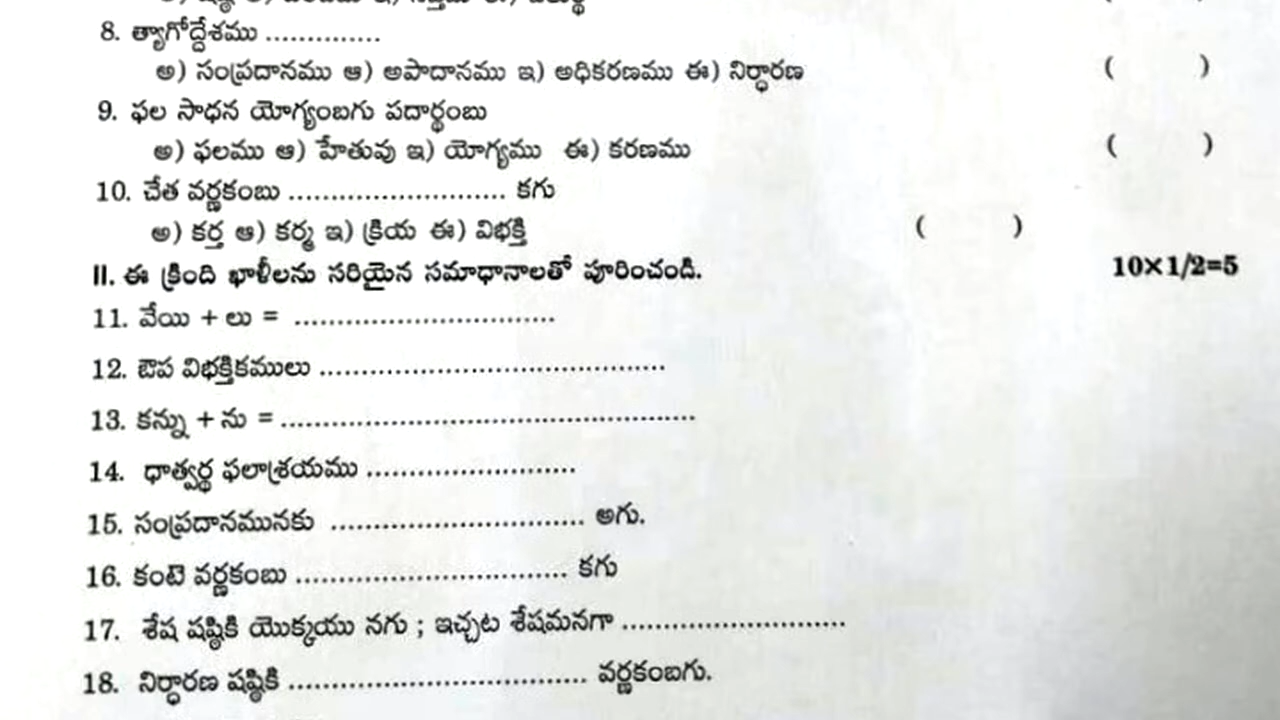 8. త్యాగోద్దేశము ..............
అ) సంప్రదానము ఆ) అపాదానము ఇ) అధికరణము ఈ) నిర్ధారణ ( )
9. ఫల సాధన యోగ్యంబగు పదార్థంబు
అ) ఫలము ఆ) హేతువు ఇ) యోగ్యము ఈ) కరణము ( )
10. చేత వర్ణకంబు ........................... కగు
అ) కర్త ఆ) కర్మ ఇ) క్రియ ఈ) విభక్తి ( )
II. ఈ క్రింది ఖాళీలను సరియైన సమాధానాలతో పూరించండి. 10×1/2=5
11. వేయి + లు = ................................
12. ఔప విభక్తికములు ...........................................
13. కన్ను + ను = ....................................................
14. ధాత్వర్థ ఫలాశ్రయము ..........................
15. సంప్రదానమునకు ................................ అగు.
16. కంటె వర్ణకంబు .................................. కగు
17. శేష షష్ఠికి యొక్కయు నగు ; ఇచ్చట శేషమనగా ............................
18. నిర్ధారణ షష్ఠికి ..................................... వర్ణకంబగు.